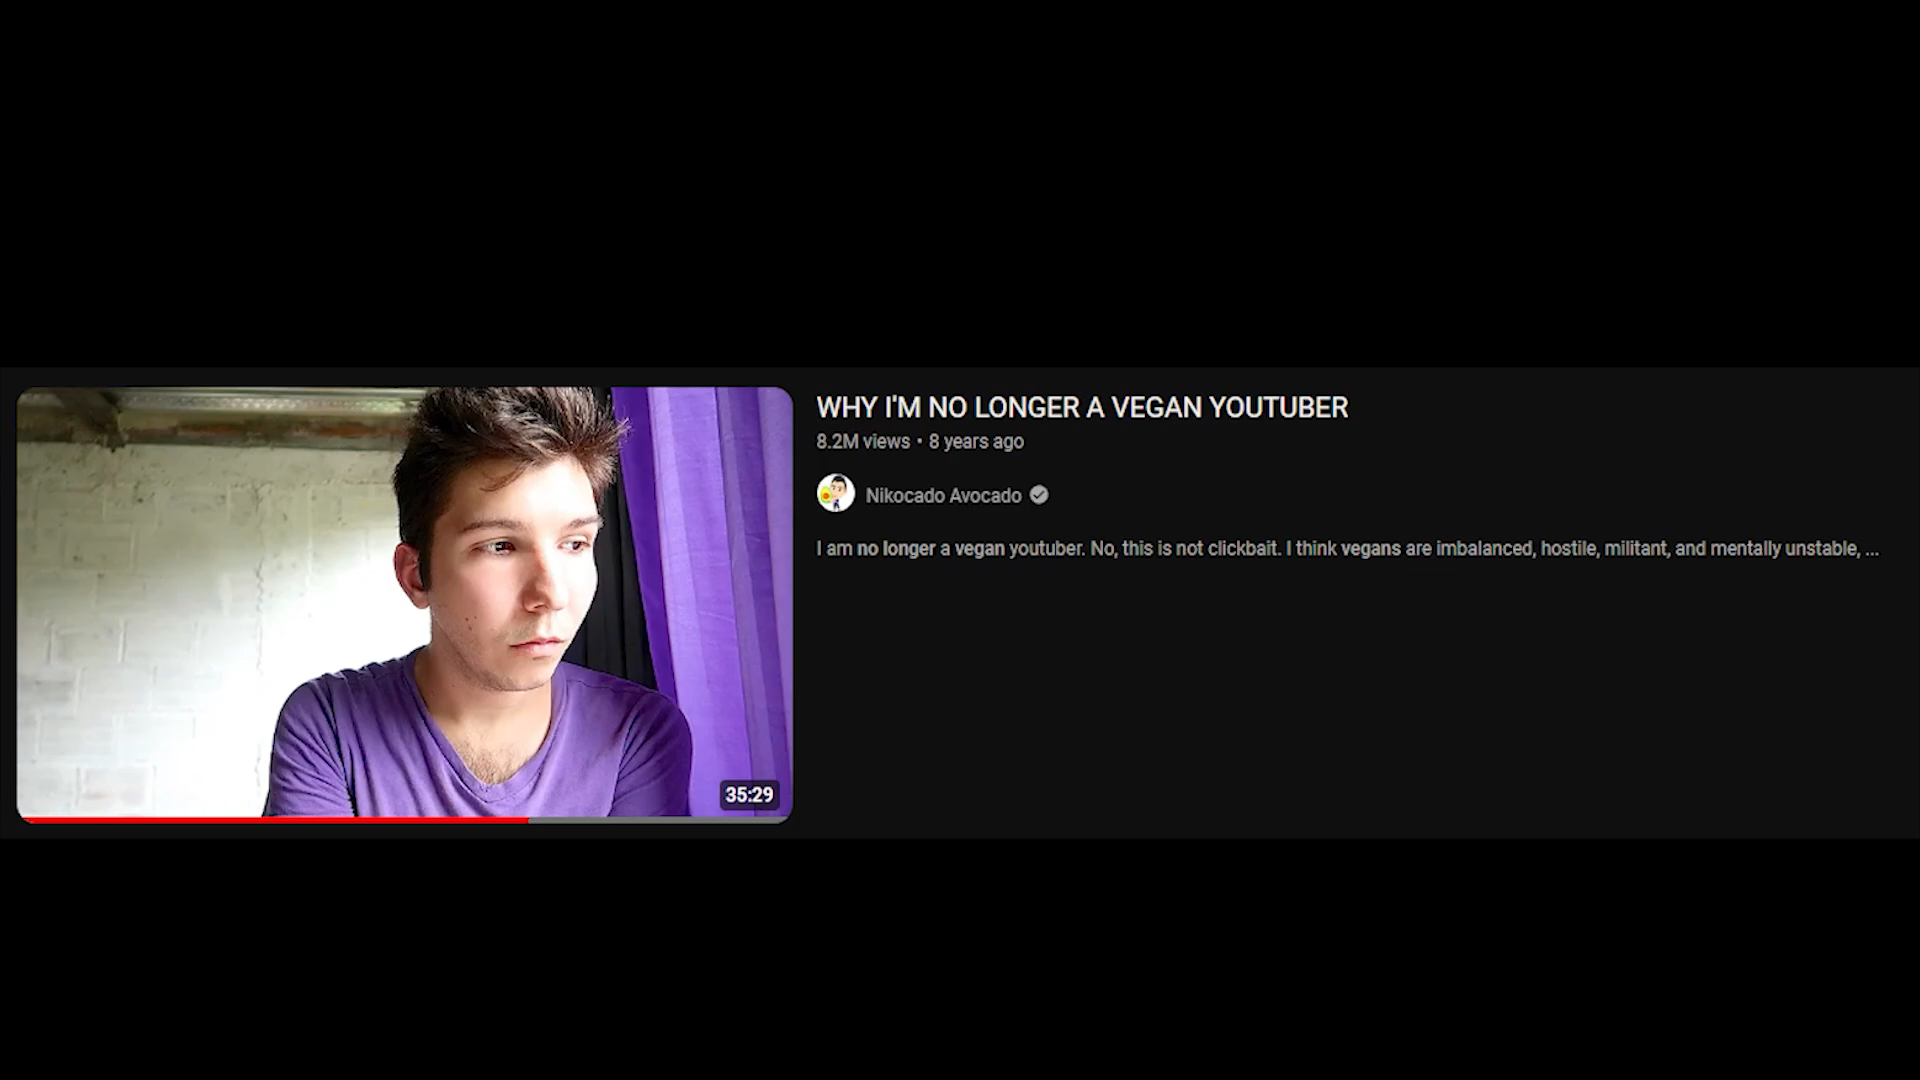 WHY I'M NO LONGER A VEGAN YOUTUBER
8.2M views • 8 years ago
Nikocado Avocado
I am no longer a vegan youtuber. No, this is not clickbait. I think vegans are imbalanced, hostile, militant, and mentally unstable, ...
35:29